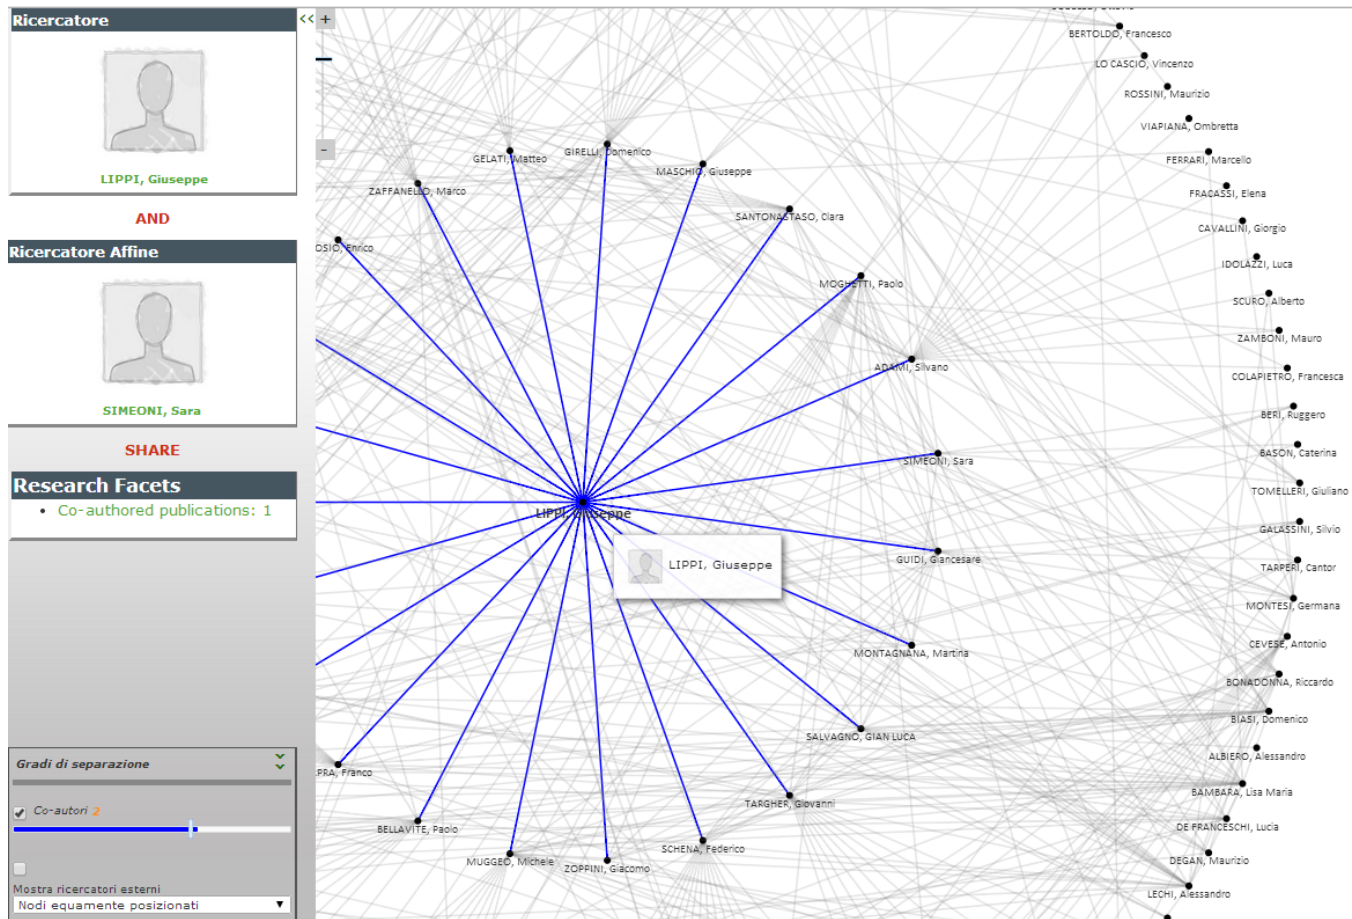 Ricercatore
LIPPI, Giuseppe
AND
Ricercatore Affine
SIMEONI, Sara
SHARE
Research Facets
• Co-authored publications: 1
Gradi di separazione
Co-autori 2
Mostra ricercatori esterni
Nodi equamente posizionati
+
-
BERTOLDO, Francesco
LO CASCIO, Vincenzo
ROSSINI, Maurizio
VIAPIANA, Ombretta
GELATI, Matteo
GIRELLI, Domenico
MASCHIO, Giuseppe
FERRARI, Marcello
ZAFFANELLO, Marco
FRACASSI, Elena
SANTONASTASO, Clara
CAVALLINI, Giorgio
OSIO, Enrico
IDOLAZZI, Luca
MOGHETTI, Paolo
SCURO, Alberto
ZAMBONI, Mauro
ADAMI, Silvano
COLAPIETRO, Francesca
BERI, Ruggero
SIMEONI, Sara
BASON, Caterina
TOMELLERI, Giuliano
LIPPI, Giuseppe
GALASSINI, Silvio
GUIDI, Giancesare
LIPPI, Giuseppe
TARPERI, Cantor
MONTESI, Germana
CEVESE, Antonio
MONTAGNANA, Martina
BONADONNA, Riccardo
BIASI, Domenico
SALVAGNO, GIAN LUCA
ALBIERO, Alessandro
PRA, Franco
BAMBARA, Lisa Maria
TARGHER, Giovanni
BELLAVITE, Paolo
DE FRANCESCHI, Lucia
SCHENA, Federico
MUGGEO, Michele
ZOPPINI, Giacomo
DEGAN, Maurizio
LECHI, Alessandro